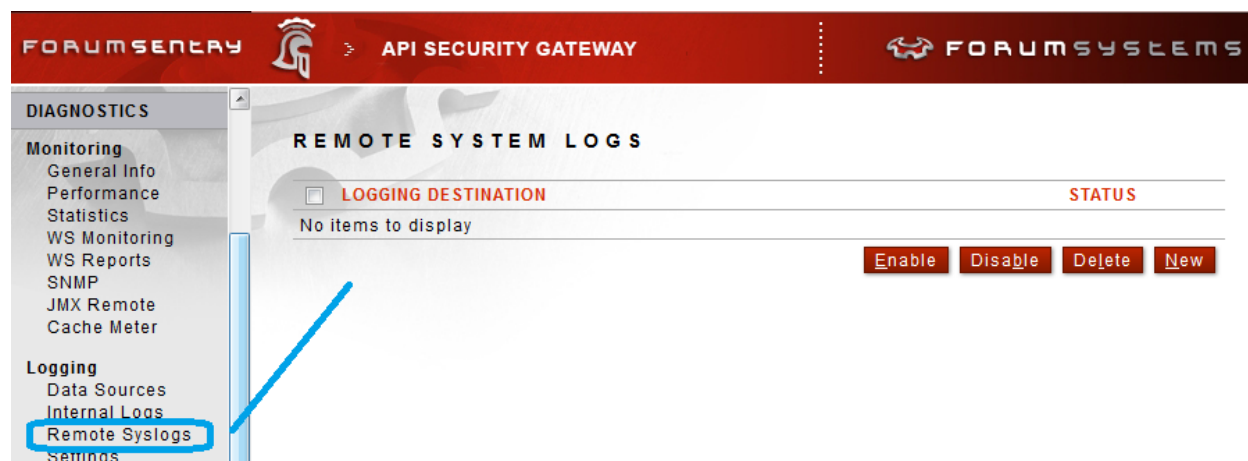 FORUMSENTRY
> API SECURITY GATEWAY
FORUMSYSTEMS
DIAGNOSTICS
Monitoring
General Info
Performance
Statistics
WS Monitoring
WS Reports
SNMP
JMX Remote
Cache Meter
Logging
Data Sources
Internal Logs
Remote Syslogs
Settings
REMOTE SYSTEM LOGS
LOGGING DESTINATION STATUS
No items to display
Enable Disable Delete New